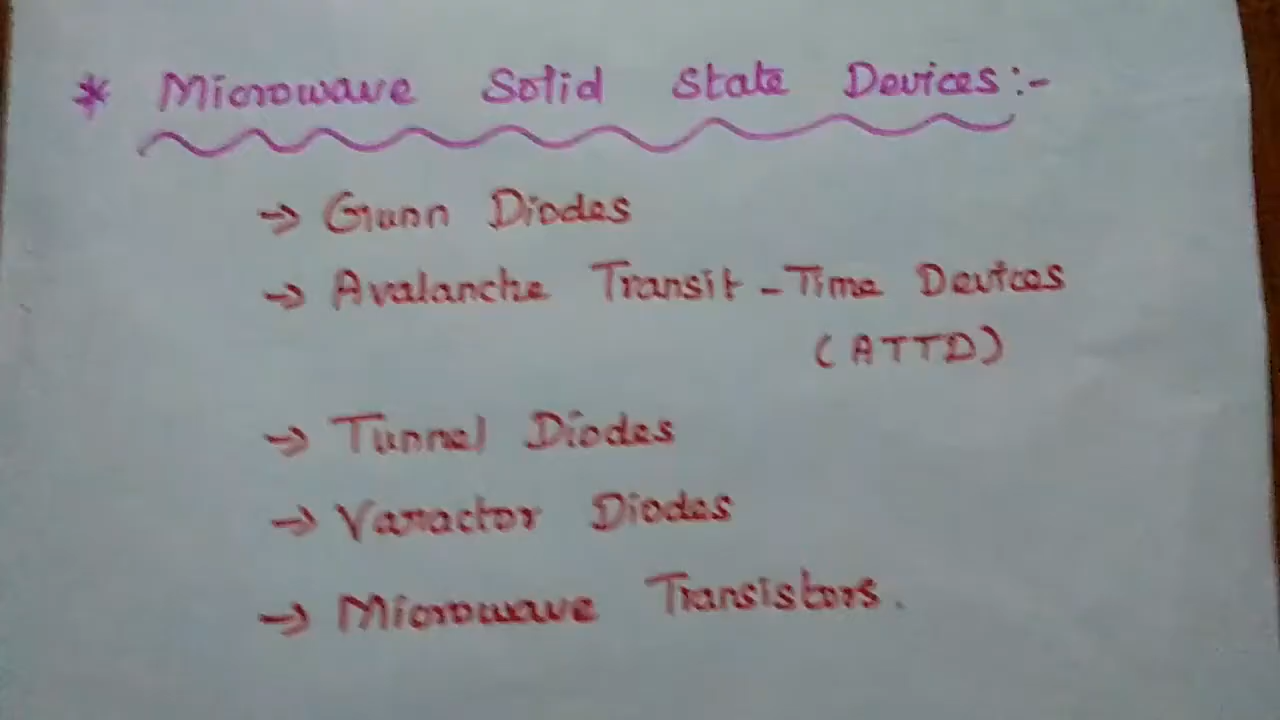 * Microwave Solid State Devices:-
→ Gunn Diodes
→ Avalanche Transit-Time Devices
(ATTD)
→ Tunnel Diodes
→ Varactor Diodes
→ Microwave Transistors.